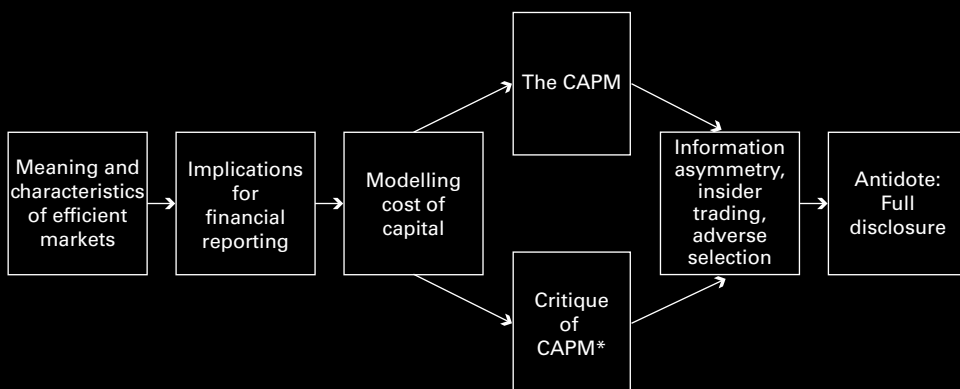 Meaning and
characteristics
of efficient
markets
Implications
for
financial
reporting
Modelling
cost of
capital
The CAPM
Critique
of
CAPM*
Information
asymmetry,
insider
trading,
adverse
selection
Antidote:
Full
disclosure